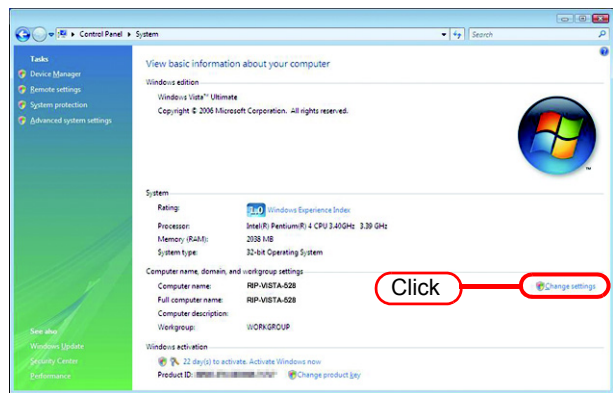 Control Panel ▸ System
Search
Tasks
Device Manager
Remote settings
System protection
Advanced system settings
See also
Windows Update
Security Center
Performance
View basic information about your computer
Windows edition
Windows Vista™ Ultimate
Copyright © 2006 Microsoft Corporation. All rights reserved.
System
Rating: Windows Experience Index
Processor: Intel(R) Pentium(R) 4 CPU 3.40GHz 3.39 GHz
Memory (RAM): 2038 MB
System type: 32-bit Operating System
Computer name, domain, and workgroup settings
Computer name: RIP-VISTA-528
Change settings
Click
Full computer name: RIP-VISTA-528
Computer description:
Workgroup: WORKGROUP
Windows activation
22 day(s) to activate. Activate Windows now
Product ID: Change product key
TM